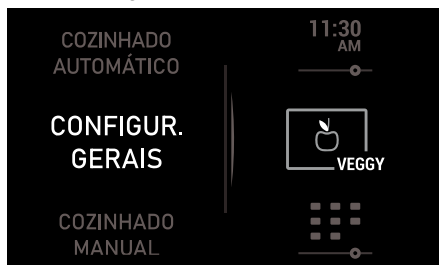 COZINHADO
AUTOMÁTICO
11:30
AM
CONFIGUR.
GERAIS
VEGGY
COZINHADO
MANUAL